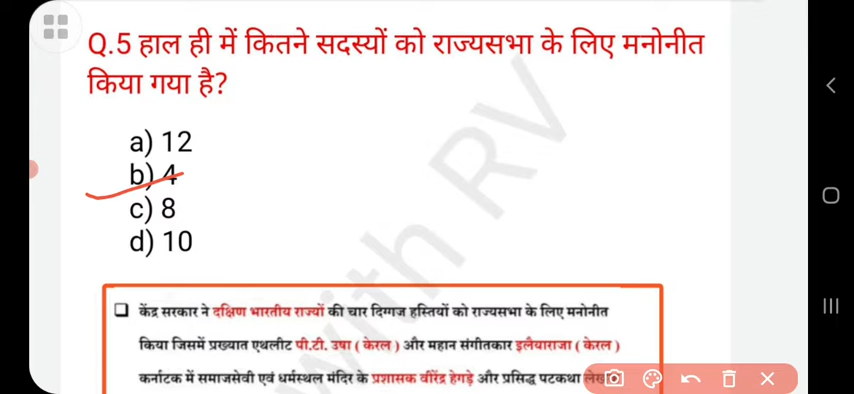 Q.5 हाल ही में कितने सदस्यों को राज्यसभा के लिए मनोनीत
किया गया है?
a) 12
b) 4
c) 8
d) 10
with RV
केंद्र सरकार ने दक्षिण भारतीय राज्यों की चार दिग्गज हस्तियों को राज्यसभा के लिए मनोनीत
किया जिसमें प्रख्यात एथलीट पी.टी. उषा ( केरल ) और महान संगीतकार इलैयाराजा ( केरल )
कर्नाटक में समाजसेवी एवं धर्मस्थल मंदिर के प्रशासक वीरेंद्र हेगड़े और प्रसिद्ध पटकथा